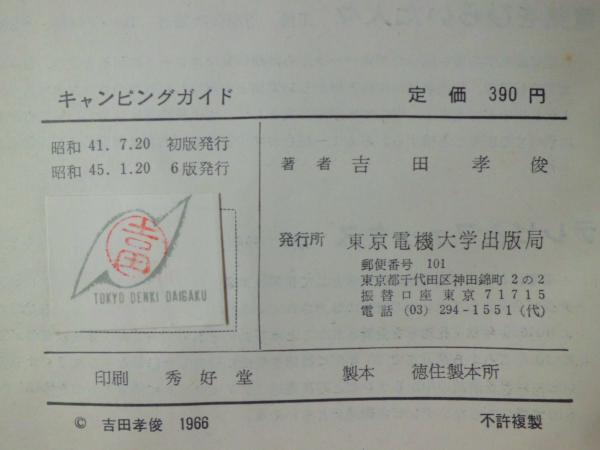 キャンピングガイド 定価 390円
昭和 41. 7.20 初版発行
昭和 45. 1.20 6版発行
著者 吉田孝俊
吉田
TOKYO DENKI DAIGAKU
発行所 東京電機大学出版局
郵便番号 101
東京都千代田区神田錦町2の2
振替口座 東京 71715
電話 (03) 294-1551(代)
印刷 秀好堂 製本 徳住製本所
© 吉田孝俊 1966 不許複製